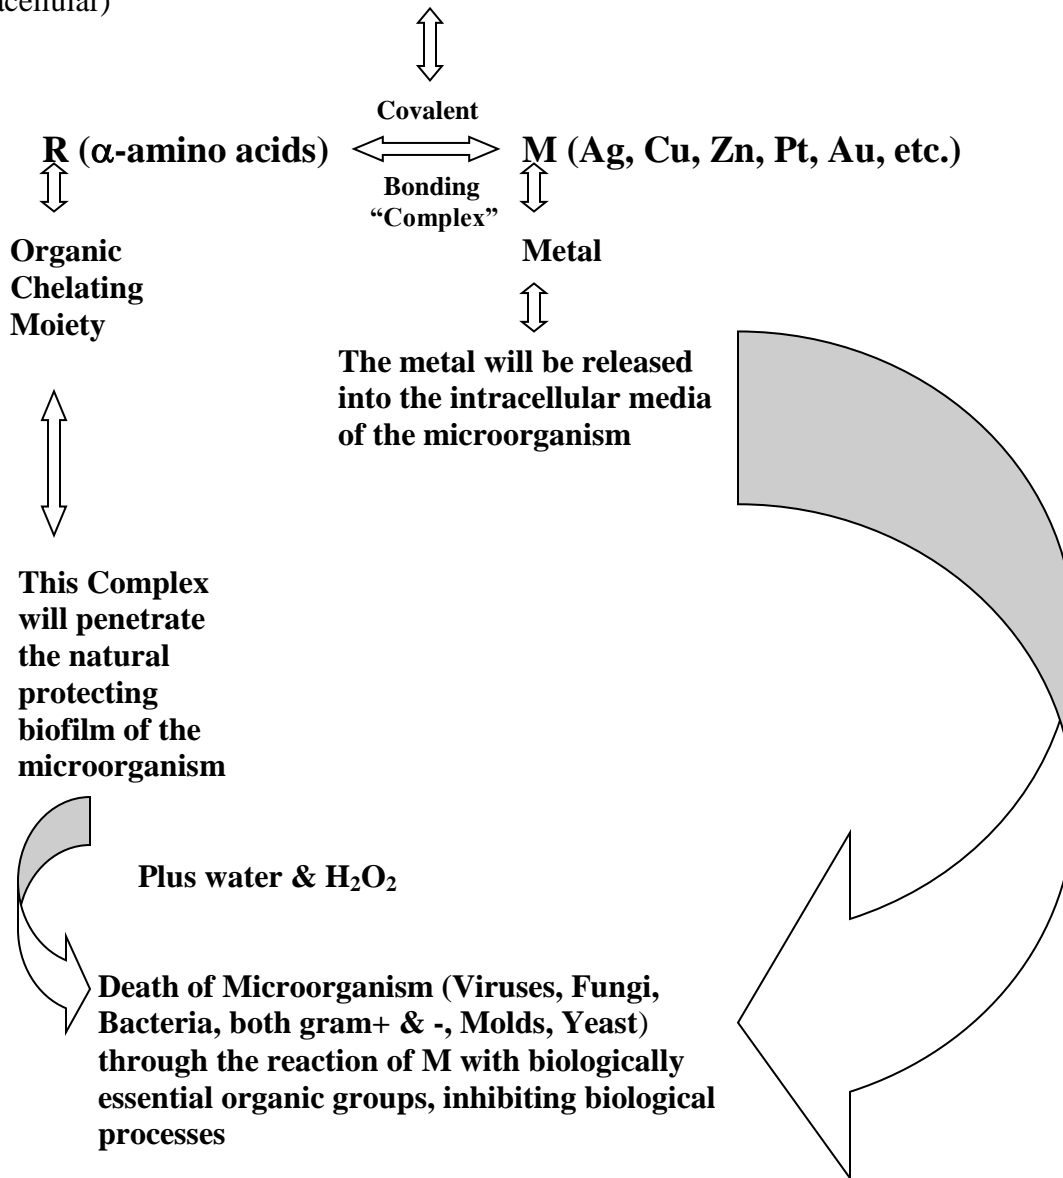 acellular)
Covalent
R (α-amino acids)
M (Ag, Cu, Zn, Pt, Au, etc.)
Bonding
“Complex”
Organic
Chelating
Moiety
Metal
The metal will be released
into the intracellular media
of the microorganism
This Complex
will penetrate
the natural
protecting
biofilm of the
microorganism
Plus water & H₂O₂
Death of Microorganism (Viruses, Fungi,
Bacteria, both gram+ & -, Molds, Yeast)
through the reaction of M with biologically
essential organic groups, inhibiting biological
processes